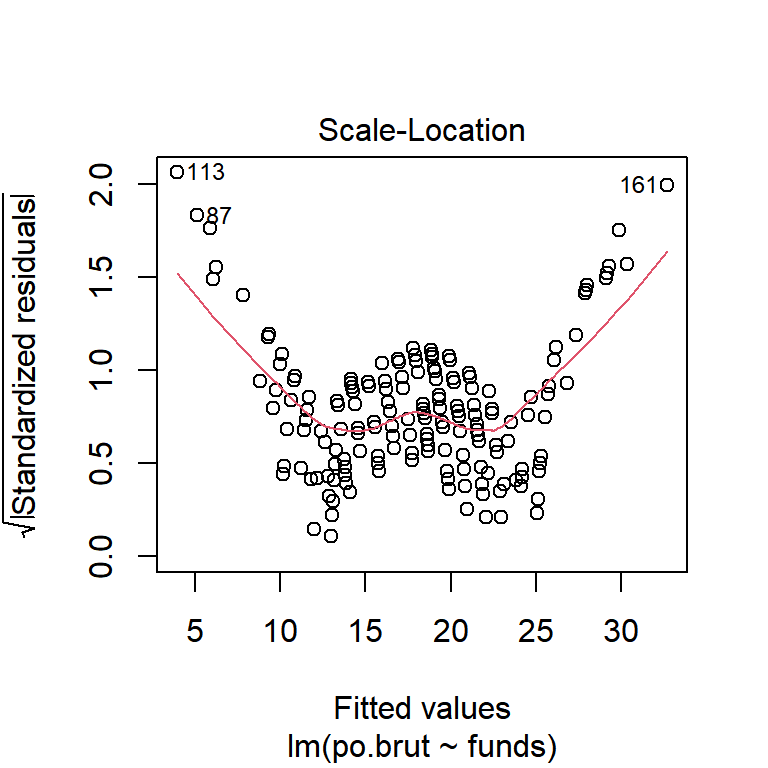 Scale-Location
√|Standardized residuals|
2.0
1.5
1.0
0.5
0.0
113
87
161
5 10 15 20 25 30
Fitted values
lm(po.brut ~ funds)